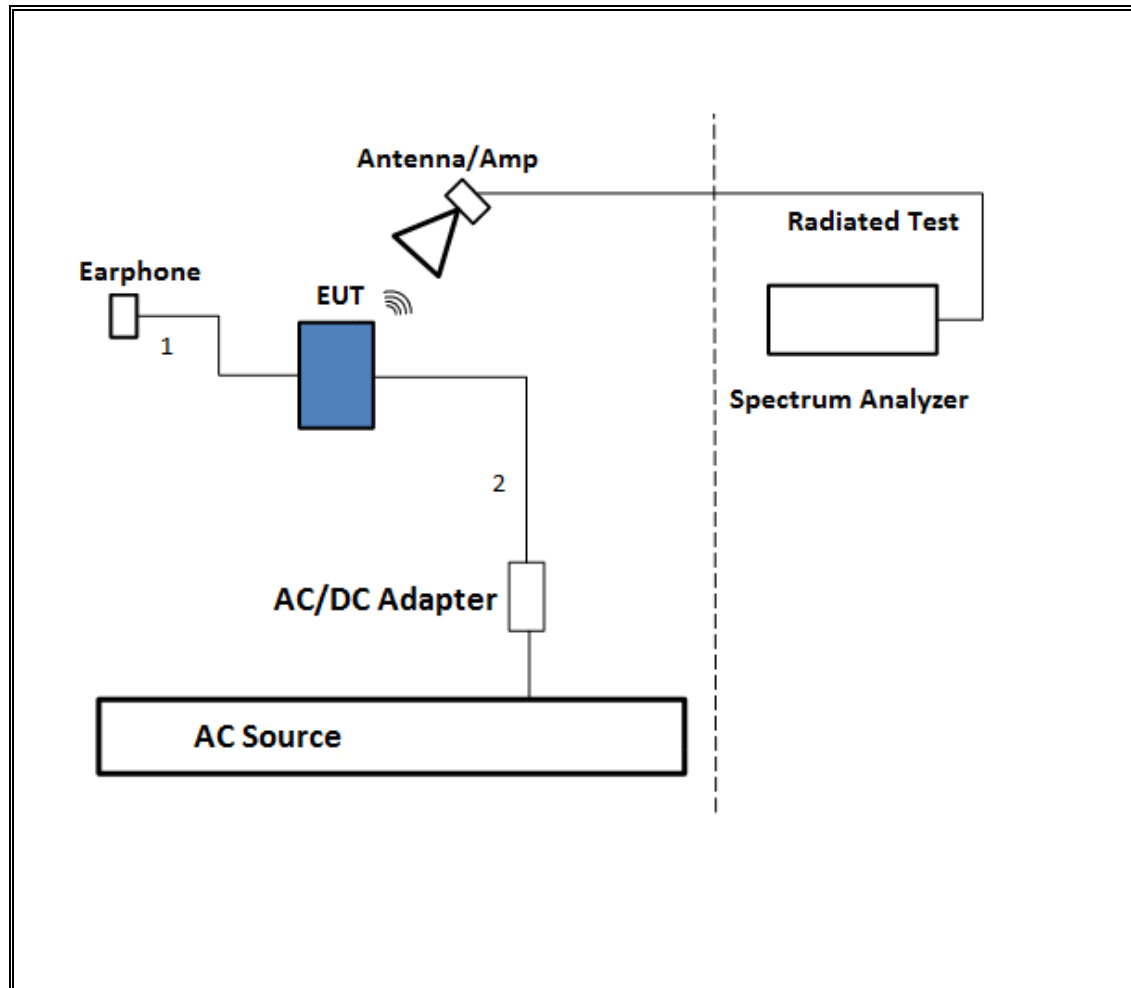 Antenna/Amp
Radiated Test
Earphone
EUT
1
Spectrum Analyzer
2
AC/DC Adapter
AC Source